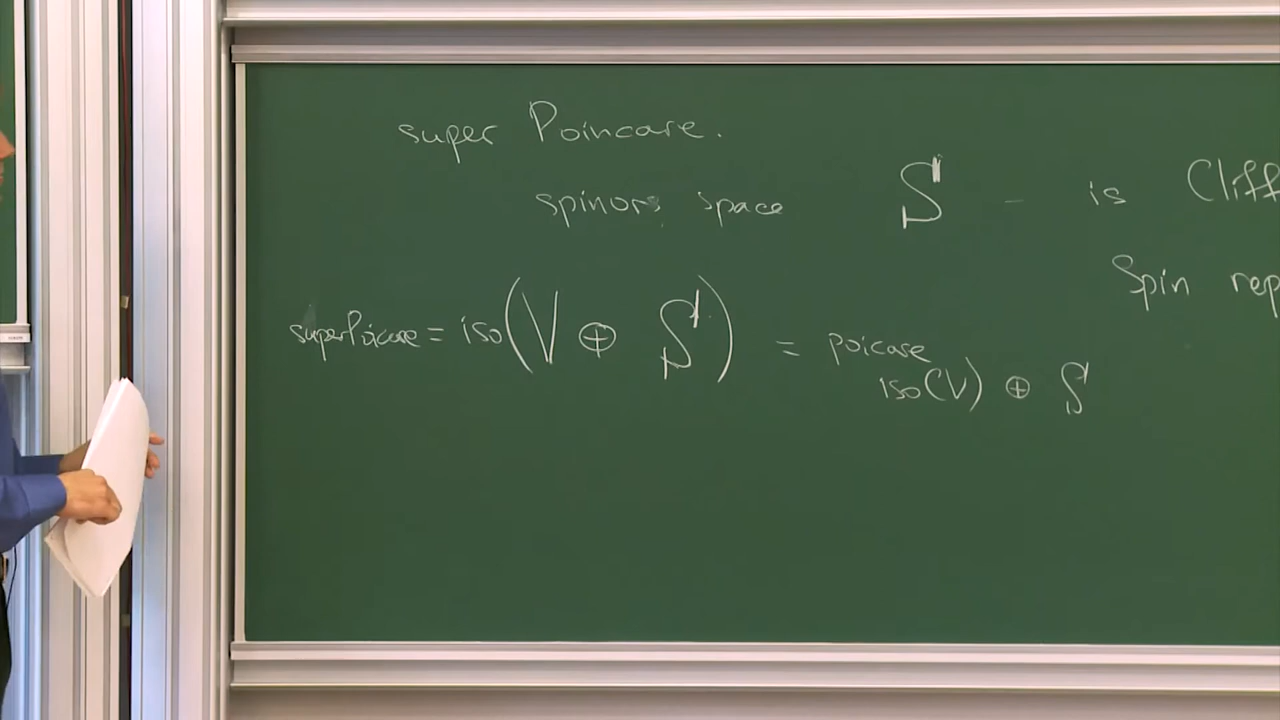 super Poincare.
spinors space S – is Cliff
Spin rep
superPoicare = iso(V ⊕ S) = poicare
iso(V) ⊕ S